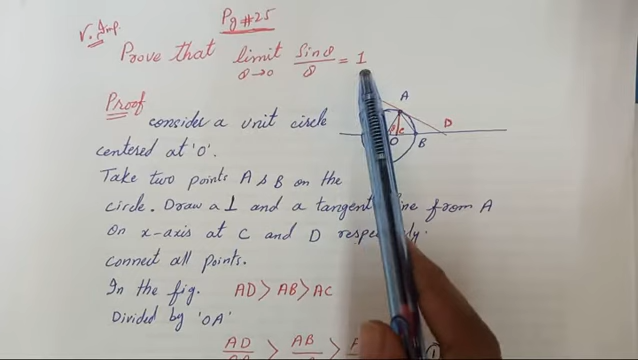 Pg#25
V. Imp.
Prove that limit θ→0 sinθ/θ = 1
Proof
consider a unit circle
centered at 'O'.
Take two points A & B on the
circle. Draw a ⊥ and a tangent line from A
on x-axis at C and D respectively.
connect all points.
In the fig. AD > AB > AC
Divided by 'OA'
AD > AB >
A
D
B
O
θ
C